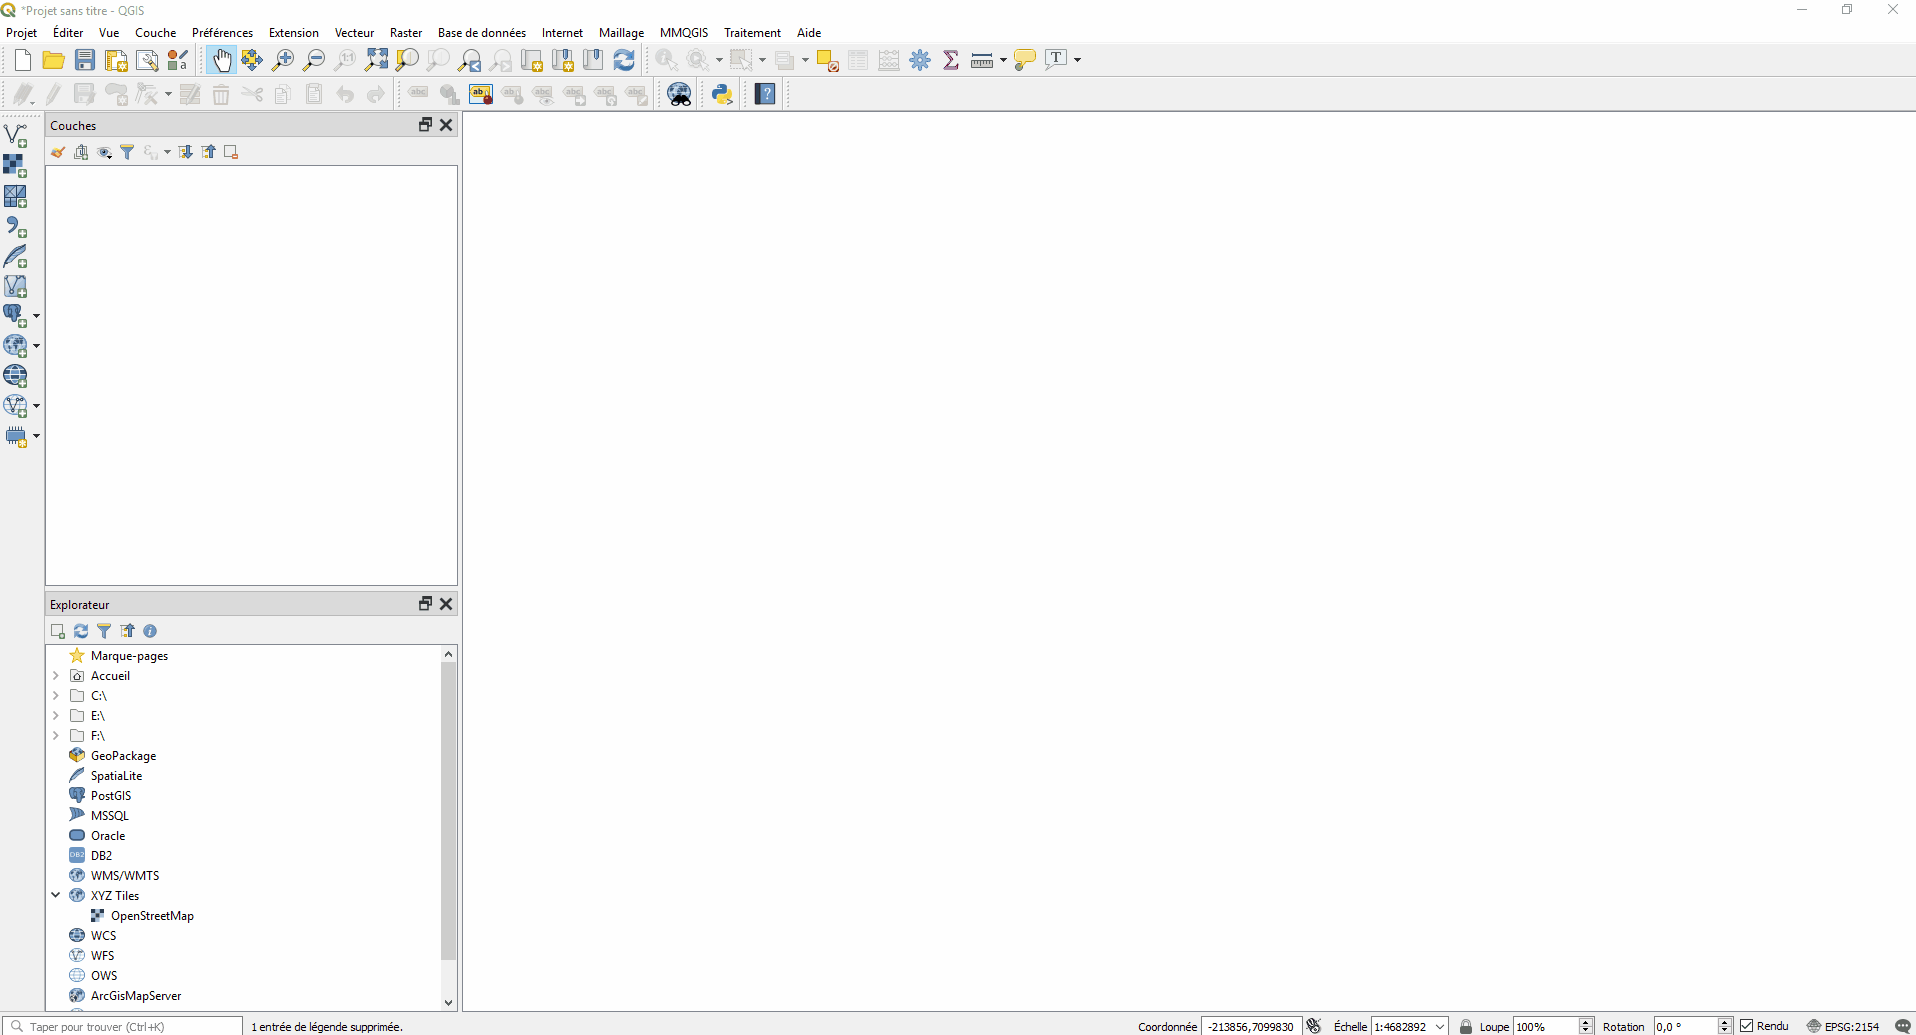 *Projet sans titre - QGIS
Projet Éditer Vue Couche Préférences Extension Vecteur Raster Base de données Internet Maillage MMQGIS Traitement Aide
Couches
Explorateur
Marque-pages
Accueil
C:\
E:\
F:\
GeoPackage
SpatiaLite
PostGIS
MSSQL
Oracle
DB2
WMS/WMTS
XYZ Tiles
OpenStreetMap
WCS
WFS
OWS
ArcGisMapServer
Taper pour trouver (Ctrl+K) 1 entrée de légende supprimée. Coordonnée -213856,7099830 Échelle 1:4682892 Loupe 100% Rotation 0,0 ° Rendu EPSG:2154